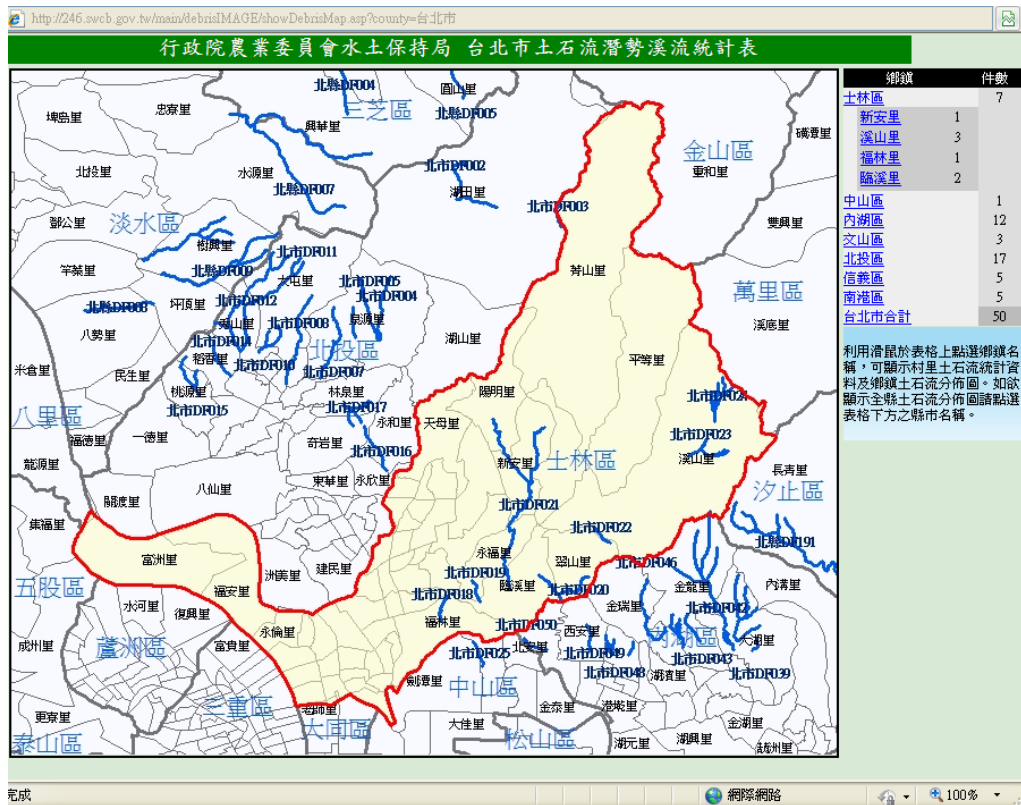 http://246.swcb.gov.tw/main/debrisIMAGE/showDebrisMap.asp?county=台北市
行政院農業委員會水土保持局 台北市土石流潛勢溪流統計表
鄉鎮 件數
士林區 7
新安里 1
溪山里 3
福林里 1
臨溪里 2
中山區 1
內湖區 12
文山區 3
北投區 17
信義區 5
南港區 5
台北市合計 50
利用滑鼠於表格上點選鄉鎮名
稱，可顯示村里土石流統計資
料及鄉鎮土石流分佈圖。如欲
顯示全縣土石流分佈圖請點選
表格下方之縣市名稱。
北縣DF004
圓山里
三芝區
忠寮里
埤島里
北縣DF005
興華里
礦潭里
金山區
北市DF002
重和里
北投里
水源里
北縣DF007
湖田里
北市DF003
鄧公里
淡水區
雙興里
樹興里
北市DF011
竿蓁里
北縣DF009
大屯里
北市DF005
菁山里
北市DF004
萬里區
北縣DF008
坪頂里
北市DF012
泉源里
溪底里
八勢里
北市DF008
北市DF014
北投區
湖山里
稻香里
平等里
米倉里
民生里
北市DF010
北市DF007
桃源里
林泉里
陽明里
八里區
北市DF015
北市DF017
永和里
天母里
福德里
一德里
奇岩里
北市DF016
北市DF023
龍源里
新安里
士林區
溪山里
長青里
東華里
永欣里
八仙里
汐止區
關渡里
北市DF021
集福里
北市DF022
北縣DF191
富洲里
永福里
翠山里
北市DF046
五股區
洲美里
建民里
北市DF019
臨溪里
北市DF020
金龍里
內溝里
福安里
北市DF018
水河里
復興里
金瑞里
北市DF042
福林里
北市DF050
永倫里
西安里
內湖區
大湖里
成州里
蘆洲區
富貴里
北市DF025
北安里
北市DF049
北市DF043
北市DF048
湖濱里
北市DF039
劍潭里
中山區
三重區
更寮里
老師里
金泰里
港墘里
泰山區
大同區
大佳里
松山區
湖元里
湖興里
金湖里
完成
網際網路
100%